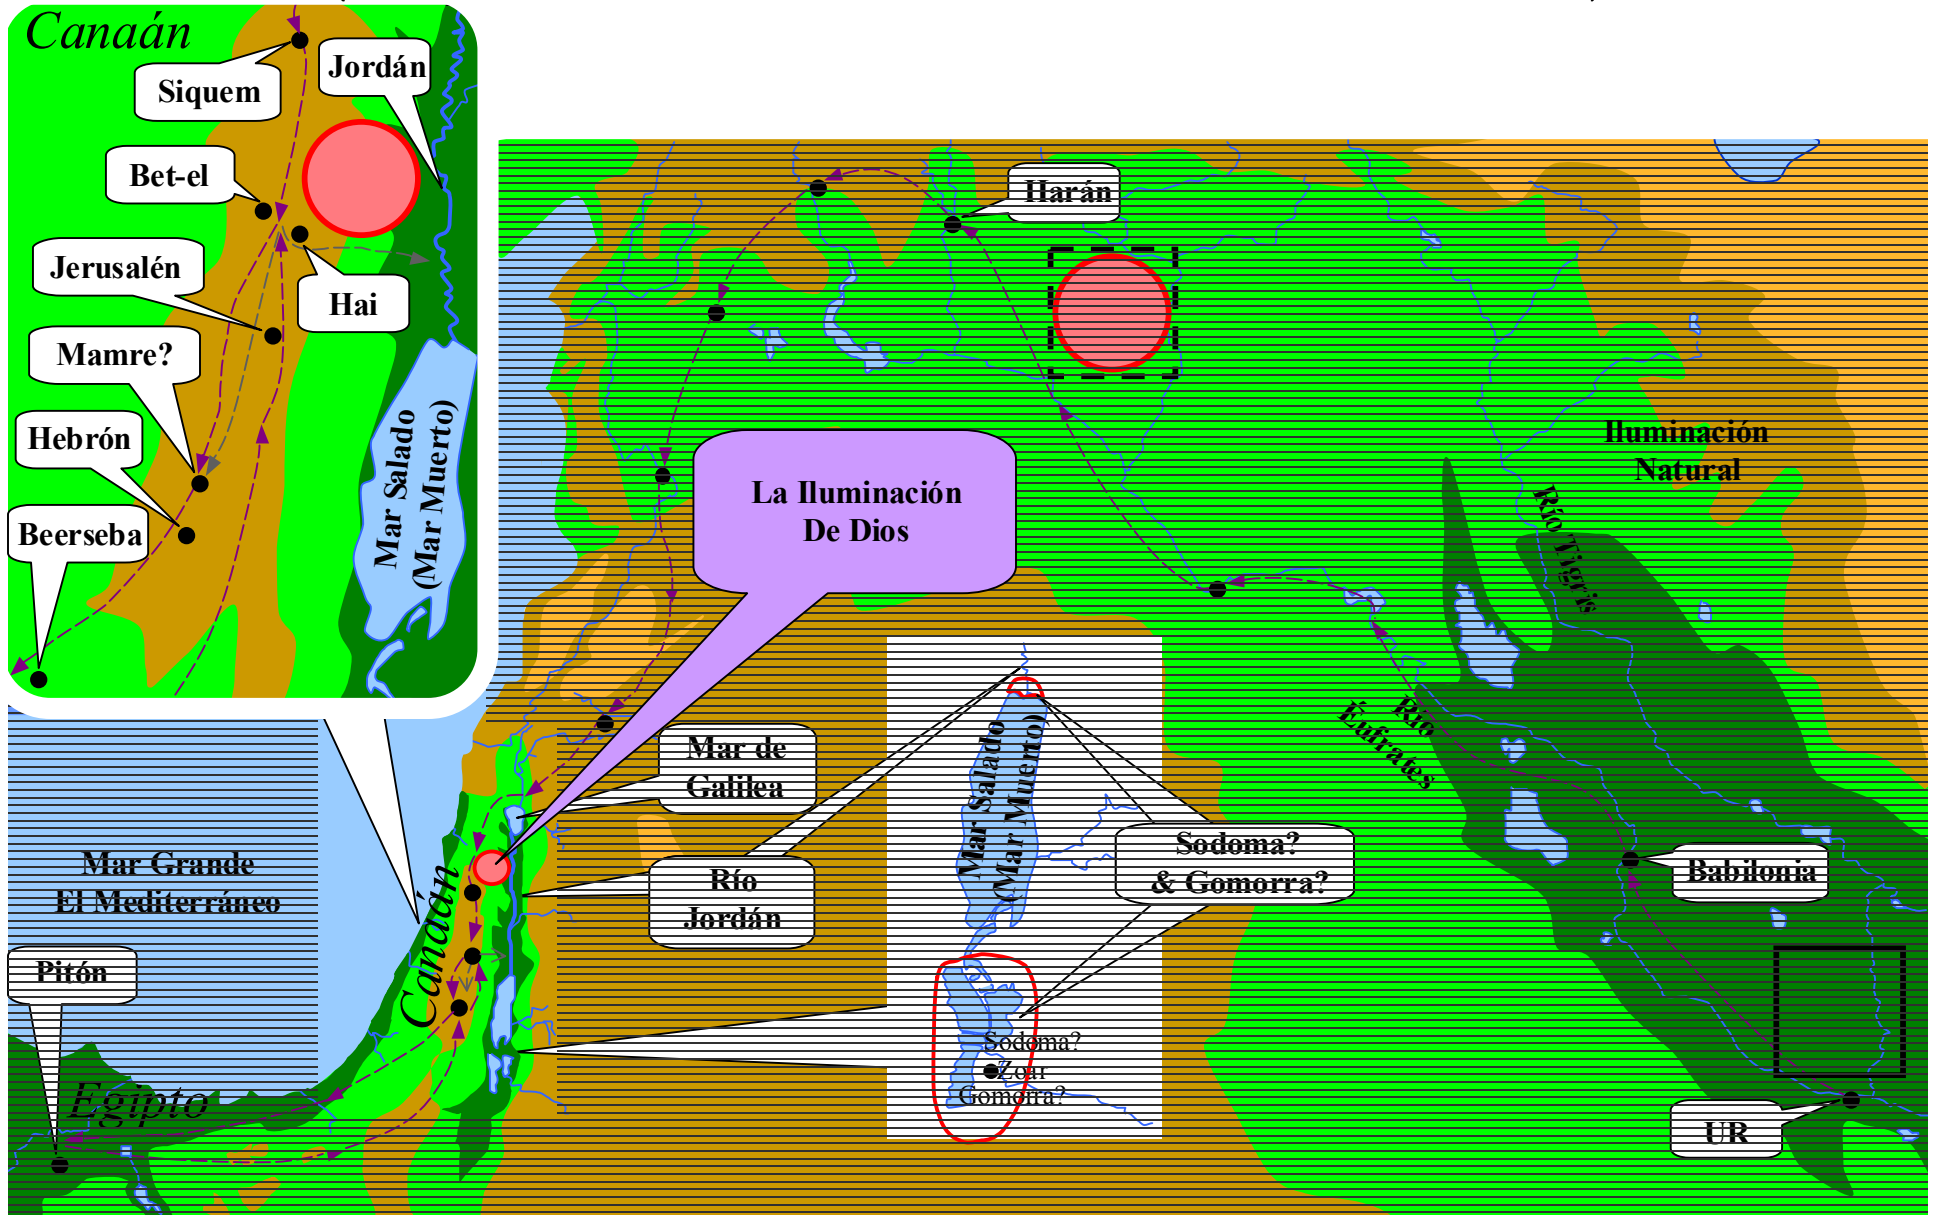 Canaán
Siquem
Jordán
Bet-el
Jerusalén
Hai
Mamre?
Hebrón
Beerseba
Mar Salado
(Mar Muerto)
Harán
La Iluminación
De Dios
Iluminación
Natural
Río Tigris
Río
Éufrates
Mar de
Galilea
Mar Salado
(Mar Muerto)
Sodoma?
& Gomorra?
Río
Jordán
Mar Grande
El Mediterráneo
Canaán
Babilonia
Pitón
Egipto
Sodoma?
Zoar
Gomorra?
UR